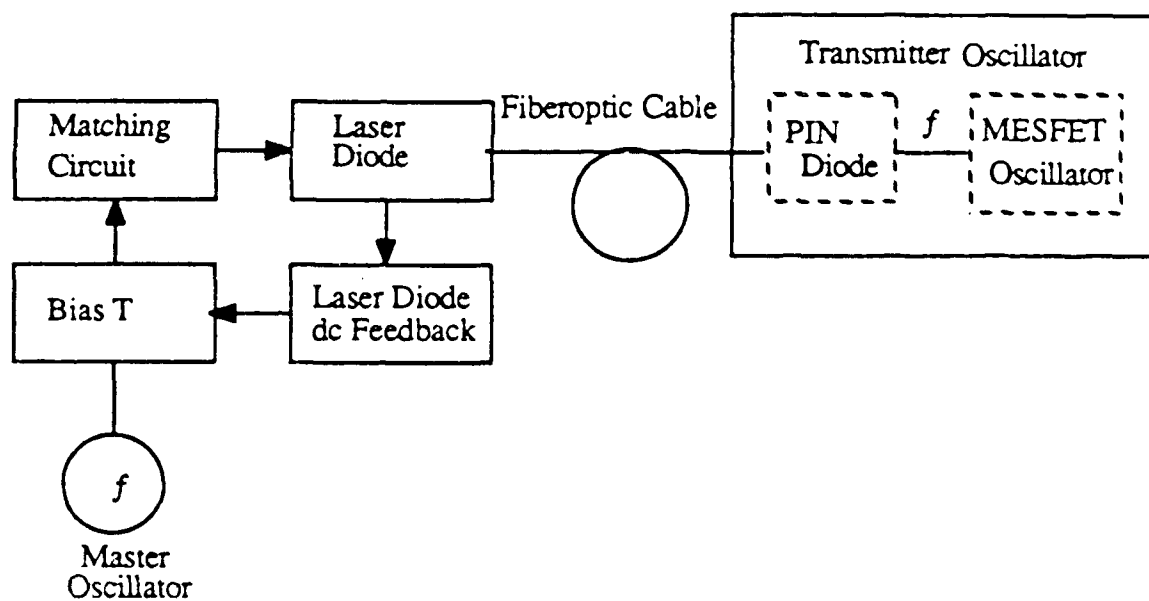 Transmitter Oscillator
Fiberoptic Cable
Matching
Circuit
Laser
Diode
PIN
Diode
f
MESFET
Oscillator
Bias T
Laser Diode
dc Feedback
f
Master
Oscillator